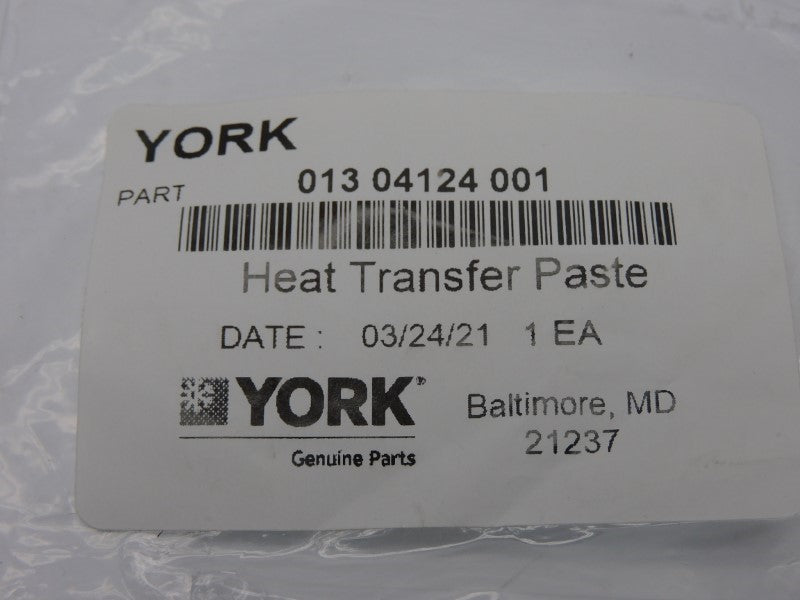 YORK
PART 013 04124 001
Heat Transfer Paste
DATE : 03/24/21 1 EA
YORK®
Genuine Parts
Baltimore, MD
21237